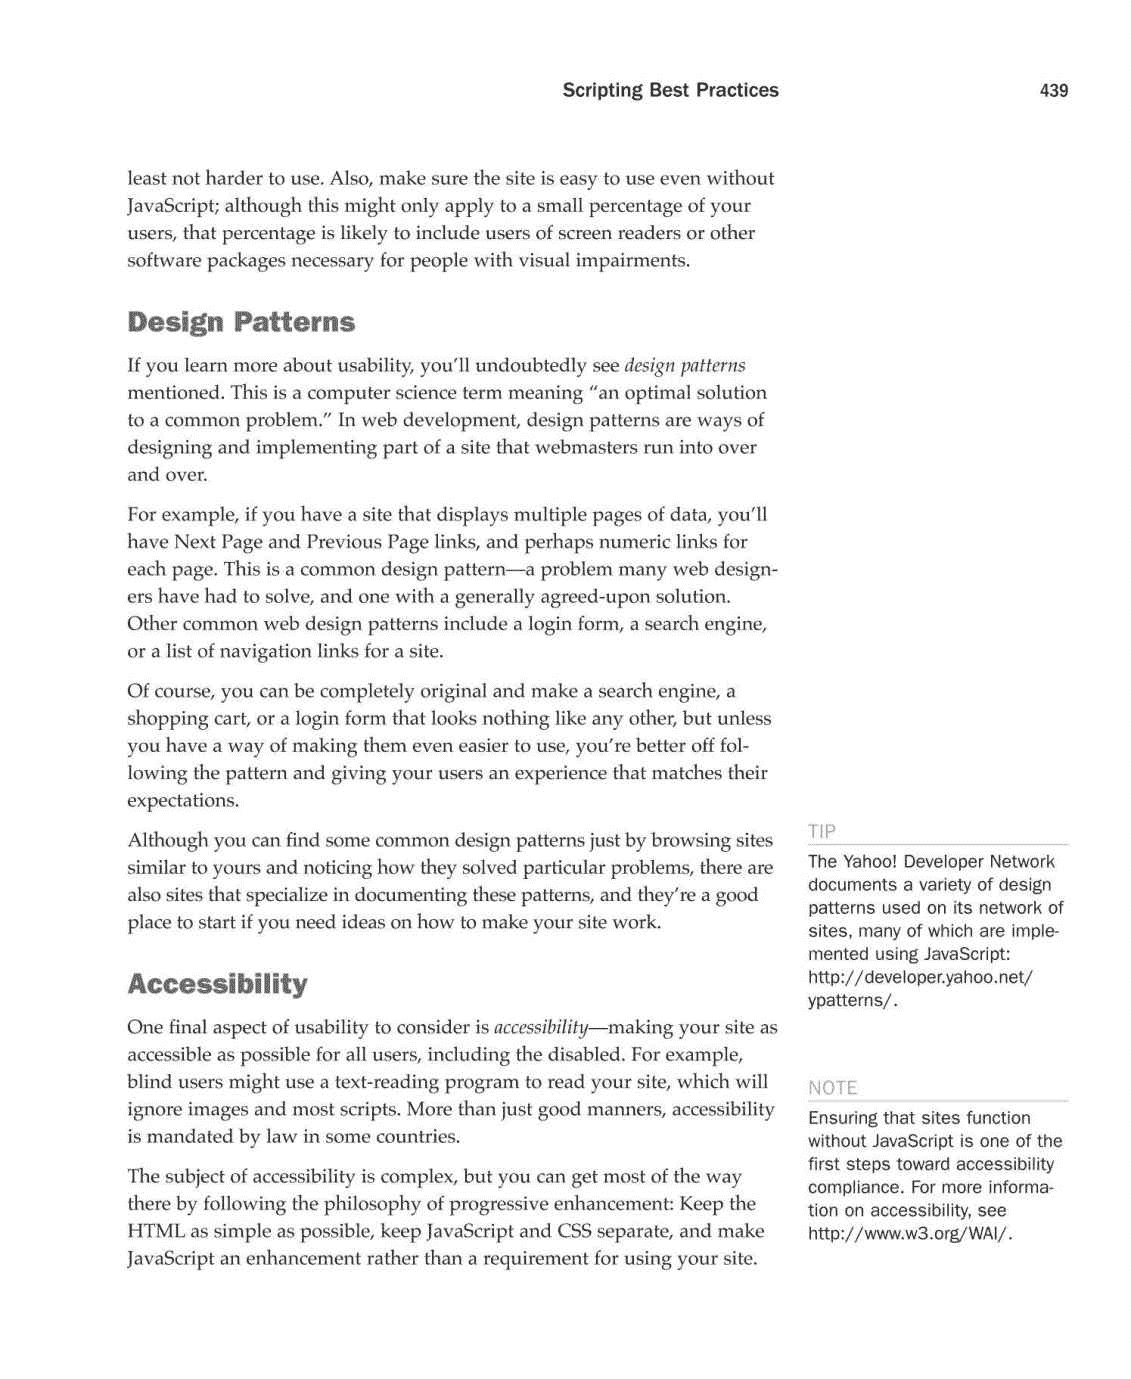 Scripting Best Practices 439
least not harder to use. Also, make sure the site is easy to use even without
JavaScript; although this might only apply to a small percentage of your
users, that percentage is likely to include users of screen readers or other
software packages necessary for people with visual impairments.
Design Patterns
If you learn more about usability, you'll undoubtedly see design patterns
mentioned. This is a computer science term meaning “an optimal solution
to a common problem.” In web development, design patterns are ways of
designing and implementing part of a site that webmasters run into over
and over.
For example, if you have a site that displays multiple pages of data, you'll
have Next Page and Previous Page links, and perhaps numeric links for
each page. This is a common design pattern—a problem many web design-
ers have had to solve, and one with a generally agreed-upon solution.
Other common web design patterns include a login form, a search engine,
or a list of navigation links for a site.
Of course, you can be completely original and make a search engine, a
shopping cart, or a login form that looks nothing like any other, but unless
you have a way of making them even easier to use, you're better off fol-
lowing the pattern and giving your users an experience that matches their
expectations.
Although you can find some common design patterns just by browsing sites
similar to yours and noticing how they solved particular problems, there are
also sites that specialize in documenting these patterns, and they're a good
place to start if you need ideas on how to make your site work.
TIP
The Yahoo! Developer Network
documents a variety of design
patterns used on its network of
sites, many of which are imple-
mented using JavaScript:
http://developer.yahoo.net/
ypatterns/.
Accessibility
One final aspect of usability to consider is accessibility—making your site as
accessible as possible for all users, including the disabled. For example,
blind users might use a text-reading program to read your site, which will
ignore images and most scripts. More than just good manners, accessibility
is mandated by law in some countries.
The subject of accessibility is complex, but you can get most of the way
there by following the philosophy of progressive enhancement: Keep the
HTML as simple as possible, keep JavaScript and CSS separate, and make
JavaScript an enhancement rather than a requirement for using your site.
NOTE
Ensuring that sites function
without JavaScript is one of the
first steps toward accessibility
compliance. For more informa-
tion on accessibility, see
http://www.w3.org/WAI/.